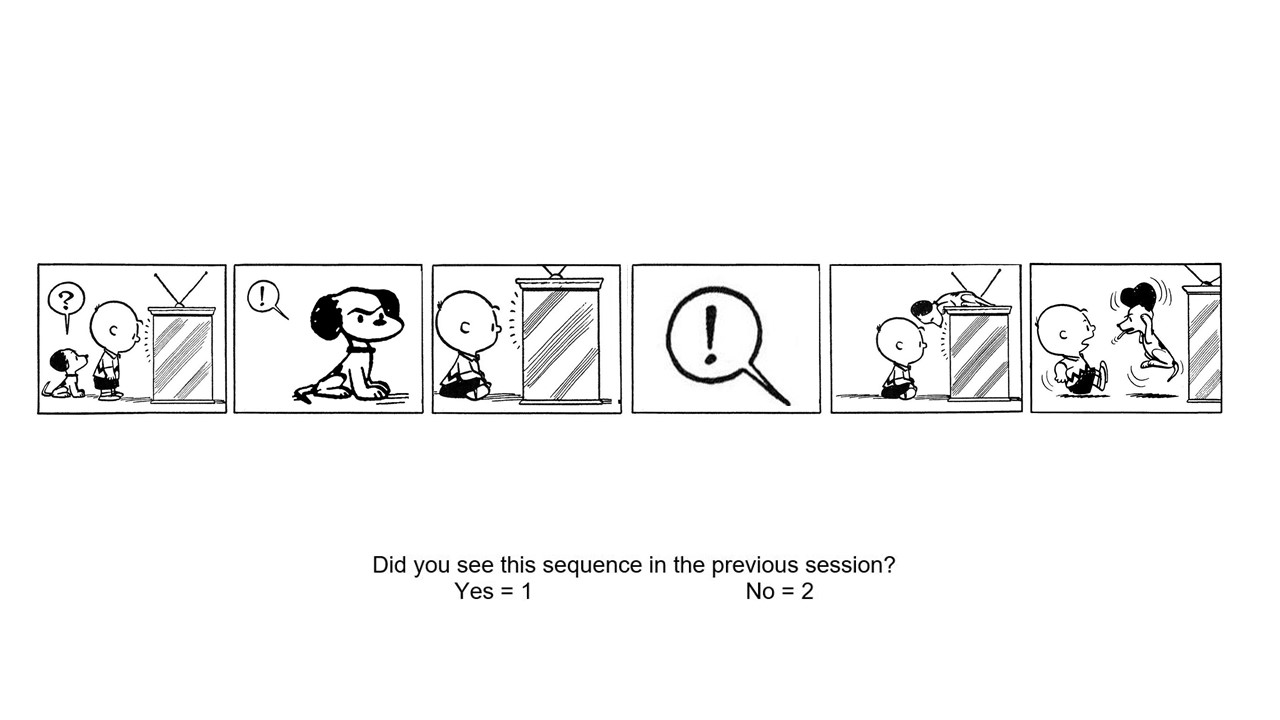 ?
!
!
Did you see this sequence in the previous session?
Yes = 1 No = 2